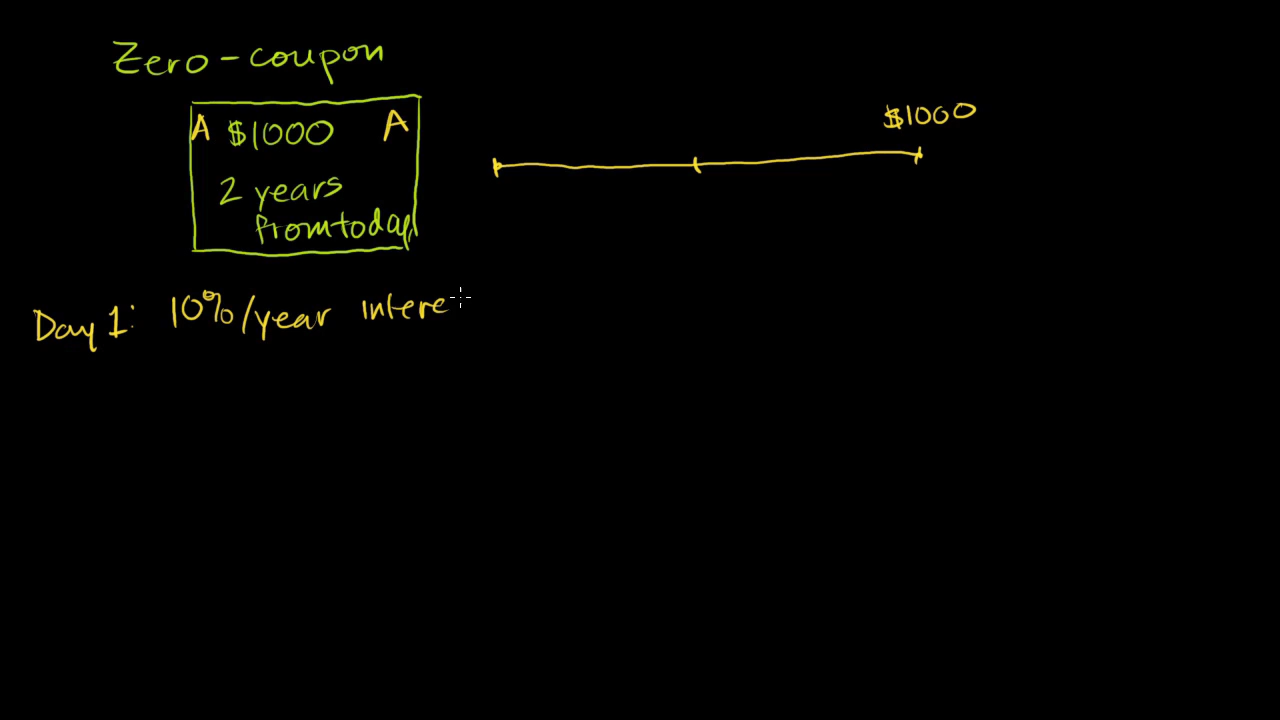 Zero-coupon
A $1000 A
2 years
from today
$1000
Day 1: 10%/year intere